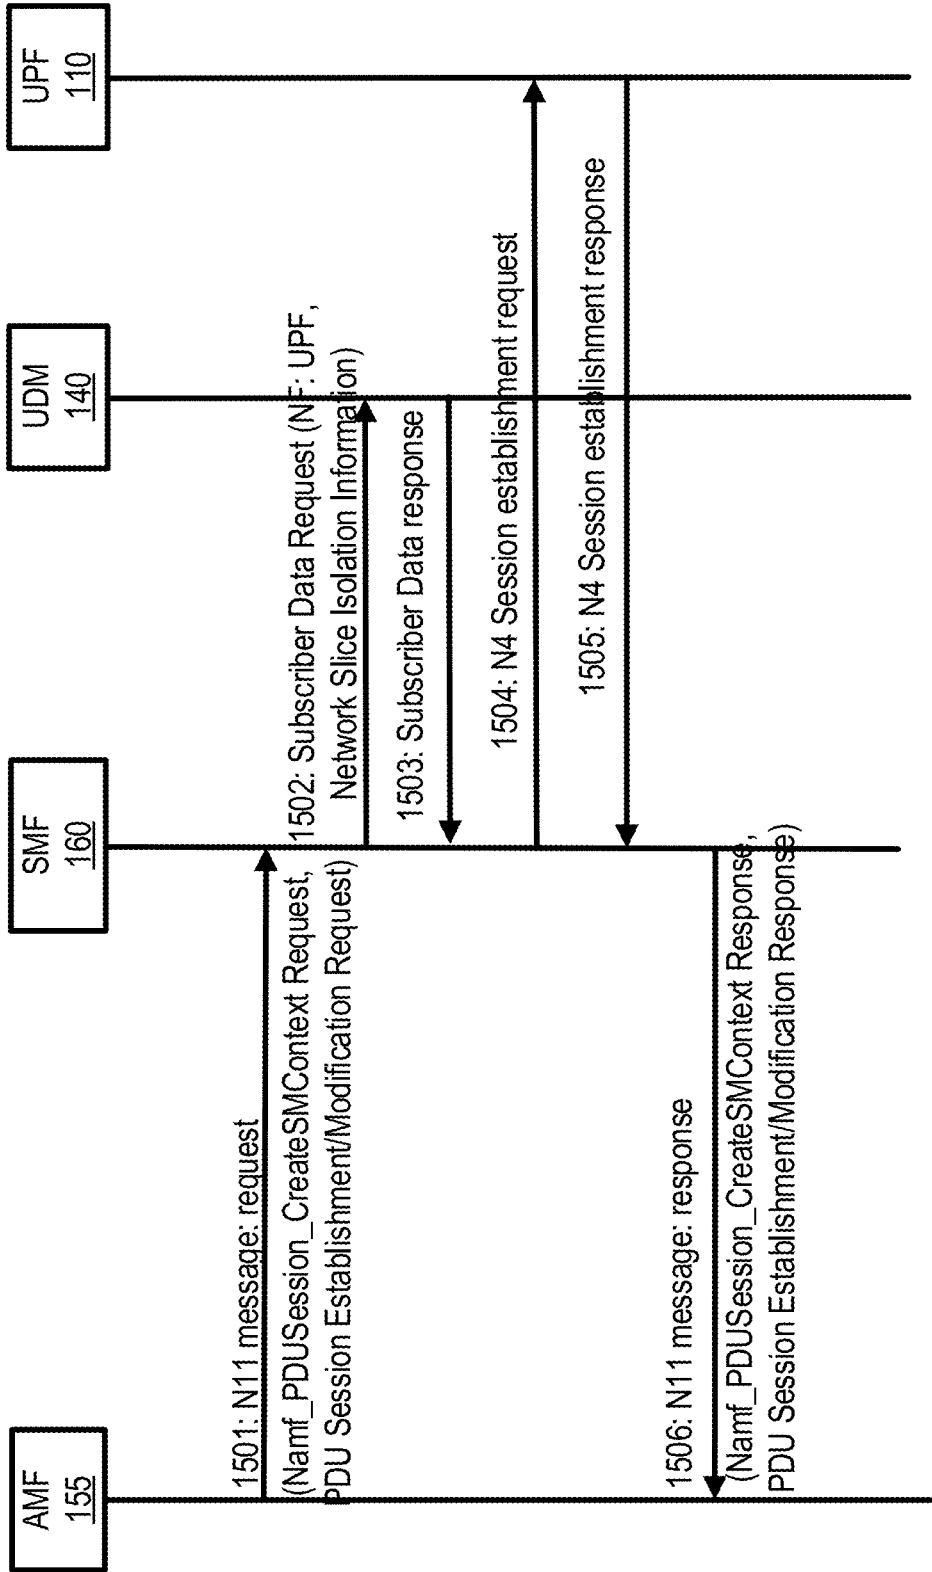 AMF
155
SMF
160
UDM
140
UPF
110
1501: N11 message: request
(Namf_PDUSession_CreateSMContext Request,
PDU Session Establishment/Modification Request)
1502: Subscriber Data Request (NF: UPF,
Network Slice Isolation Information)
1503: Subscriber Data response
1504: N4 Session establishment request
1505: N4 Session establishment response
1506: N11 message: response
(Namf_PDUSession_CreateSMContext Response,
PDU Session Establishment/Modification Response)